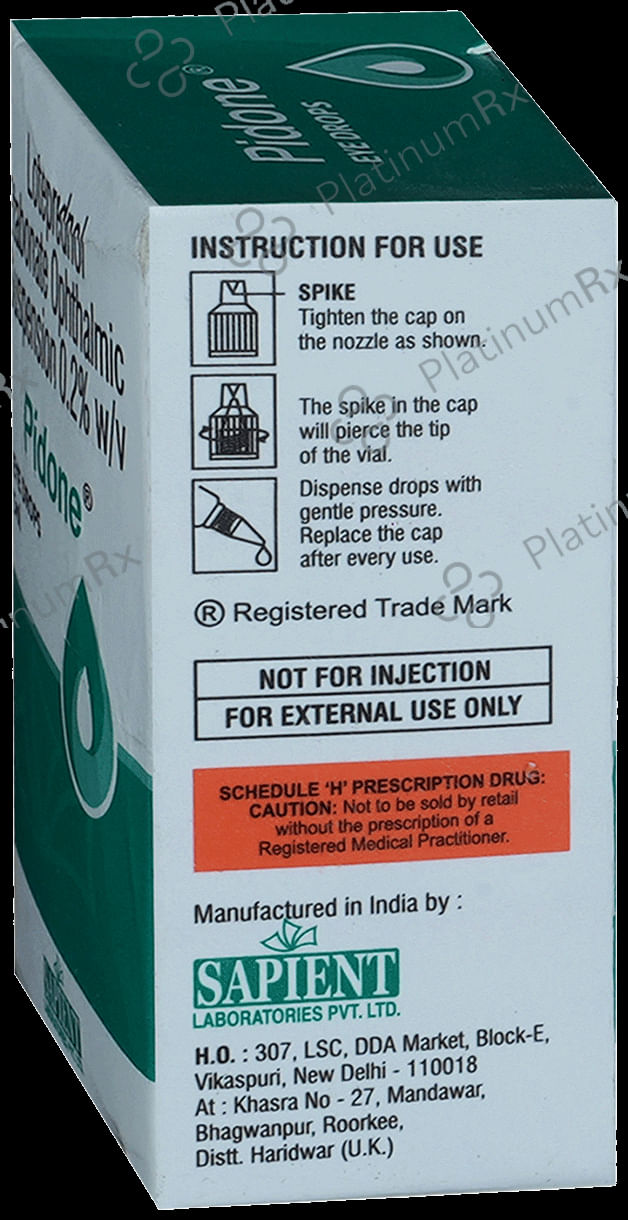 Pidone®
EYE DROPS
Loteprednol
Etabonate Ophthalmic
Suspension 0.2% w/v
Pidone®
EYE DROPS
INSTRUCTION FOR USE
SPIKE
Tighten the cap on
the nozzle as shown.
The spike in the cap
will pierce the tip
of the vial.
Dispense drops with
gentle pressure.
Replace the cap
after every use.
® Registered Trade Mark
NOT FOR INJECTION
FOR EXTERNAL USE ONLY
SCHEDULE 'H' PRESCRIPTION DRUG:
CAUTION: Not to be sold by retail
without the prescription of a
Registered Medical Practitioner.
Manufactured in India by :
SAPIENT
LABORATORIES PVT. LTD.
H.O. : 307, LSC, DDA Market, Block-E,
Vikaspuri, New Delhi - 110018
At : Khasra No - 27, Mandawar,
Bhagwanpur, Roorkee,
Distt. Haridwar (U.K.)
SAPIENT
PlatinumRx
PlatinumRx
PlatinumRx